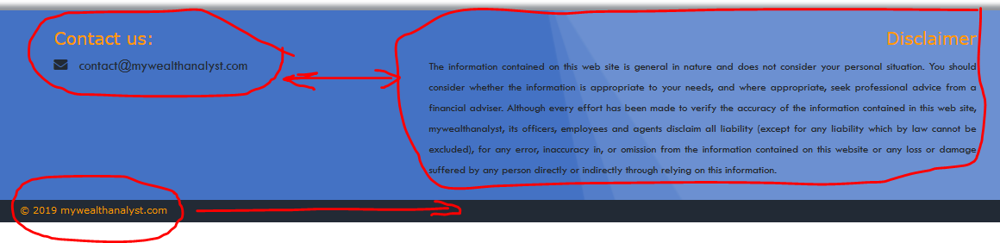 Contact us:
contact@mywealthanalyst.com
Disclaimer
The information contained on this web site is general in nature and does not consider your personal situation. You should
consider whether the information is appropriate to your needs, and where appropriate, seek professional advice from a
financial adviser. Although every effort has been made to verify the accuracy of the information contained in this web site,
mywealthanalyst, its officers, employees and agents disclaim all liability (except for any liability which by law cannot be
excluded), for any error, inaccuracy in, or omission from the information contained on this website or any loss or damage
suffered by any person directly or indirectly through relying on this information.
© 2019 mywealthanalyst.com